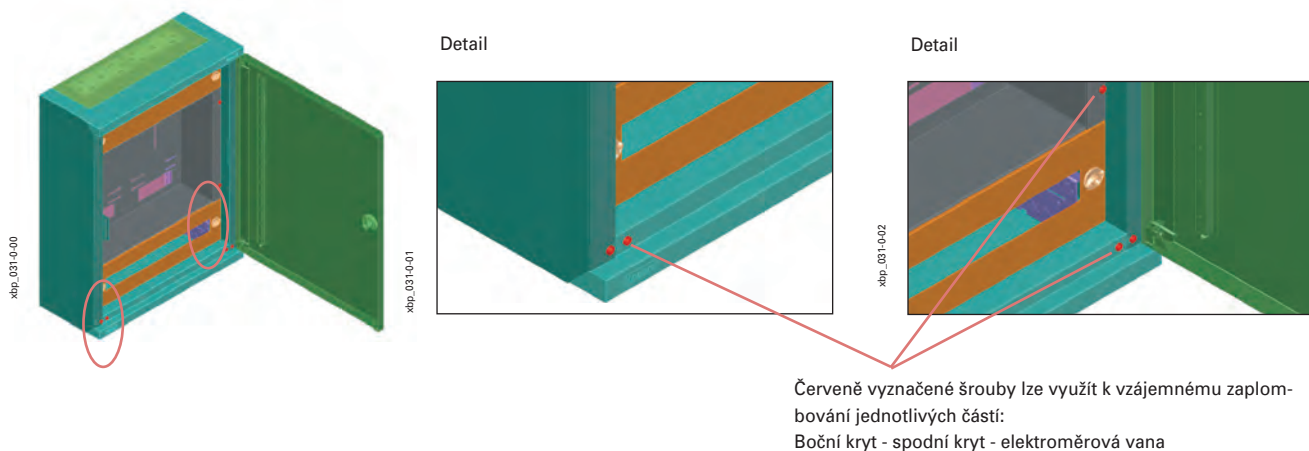 Detail
Detail
xbp_031-0-00
xbp_031-0-01
xbp_031-0-02
Červeně vyznačené šrouby lze využít k vzájemnému zaplom-
bování jednotlivých částí:
Boční kryt - spodní kryt - elektroměrová vana